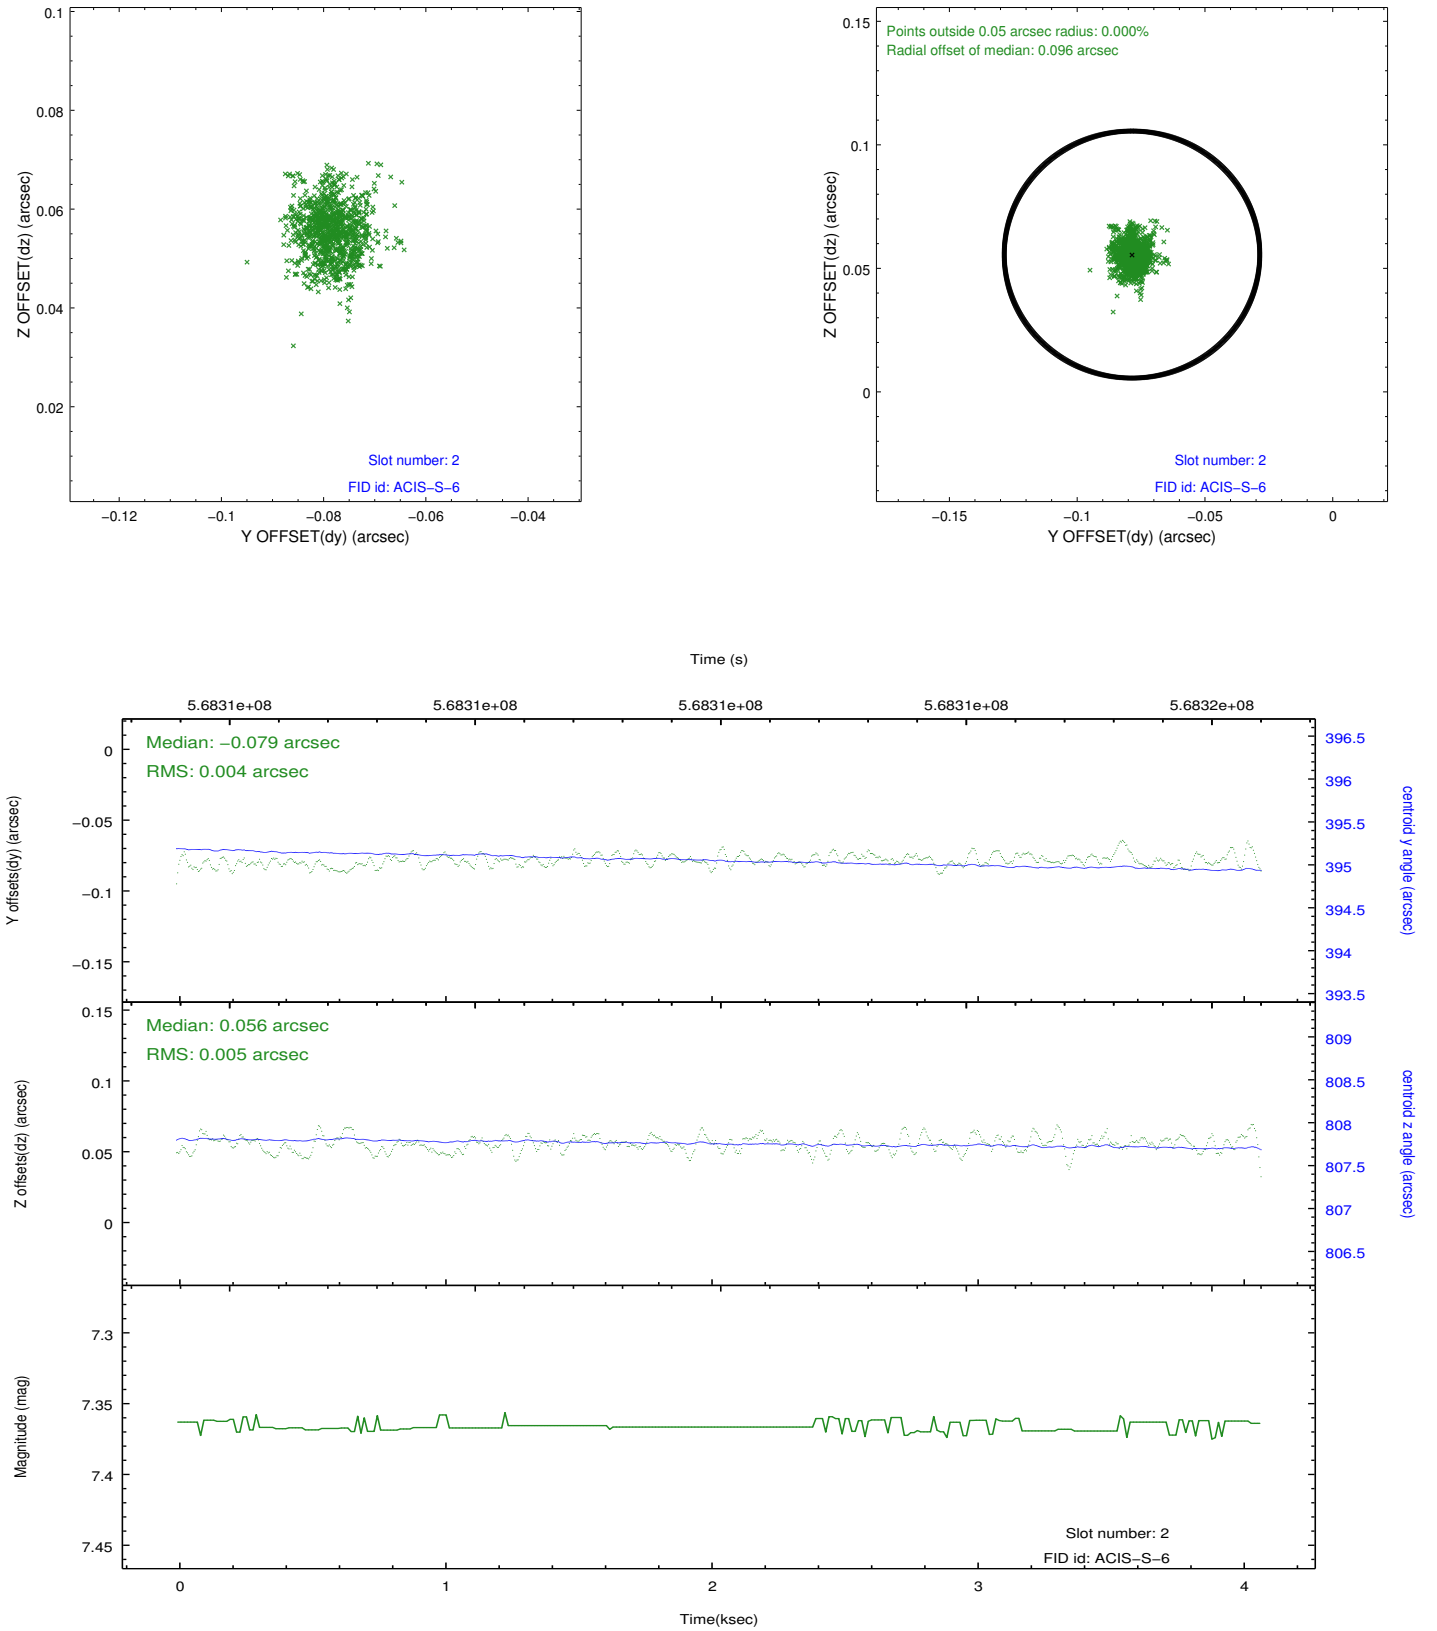 0.1
0.08
0.06
0.04
0.02
Z OFFSET(dz) (arcsec)
Slot number: 2
FID id: ACIS−S−6
−0.12 −0.1 −0.08 −0.06 −0.04
Y OFFSET(dy) (arcsec)
Points outside 0.05 arcsec radius: 0.000%
Radial offset of median: 0.096 arcsec
0.15
0.1
0.05
0
Z OFFSET(dz) (arcsec)
Slot number: 2
FID id: ACIS−S−6
−0.15 −0.1 −0.05 0
Y OFFSET(dy) (arcsec)
Time (s)
5.6831e+08 5.6831e+08 5.6831e+08 5.6831e+08 5.6832e+08
Median: −0.079 arcsec
RMS: 0.004 arcsec
0
−0.05
−0.1
−0.15
Y offsets(dy) (arcsec)
396.5
396
395.5
395
394.5
394
393.5
centroid y angle (arcsec)
Median: 0.056 arcsec
RMS: 0.005 arcsec
0.15
0.1
0.05
0
Z offsets(dz) (arcsec)
809
808.5
808
807.5
807
806.5
centroid z angle (arcsec)
7.3
7.35
7.4
7.45
Magnitude (mag)
Slot number: 2
FID id: ACIS−S−6
0 1 2 3 4
Time(ksec)